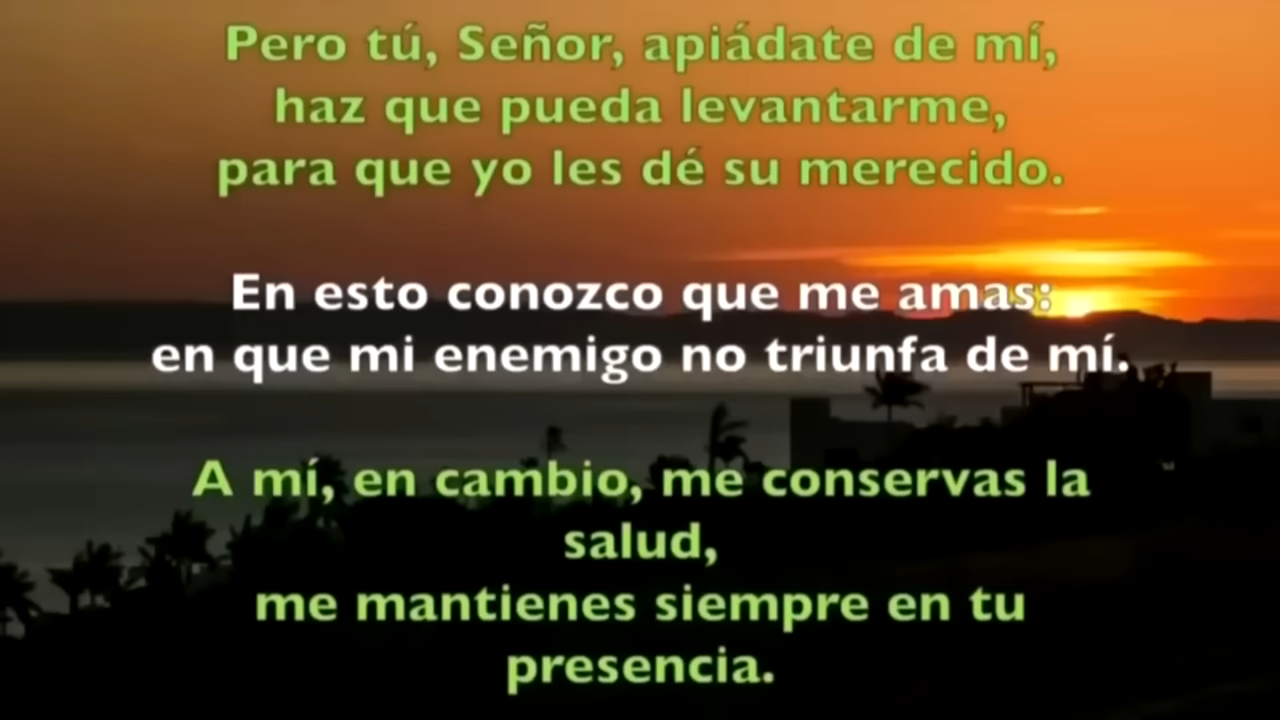 Pero tú, Señor, apiádate de mí,
haz que pueda levantarme,
para que yo les dé su merecido.
En esto conozco que me amas:
en que mi enemigo no triunfa de mí.
A mí, en cambio, me conservas la
salud,
me mantienes siempre en tu
presencia.